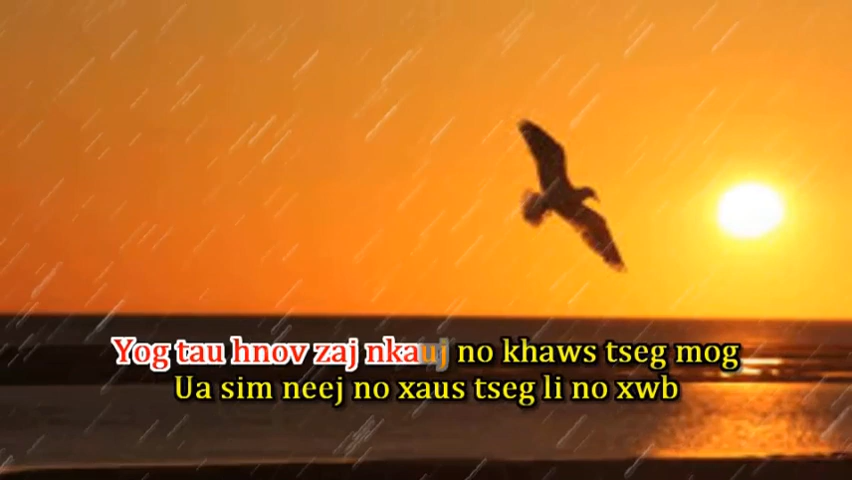 Yog tau hnov zaj nkauj no khaws tseg mog
Ua sim neej no xaus tseg li no xwb